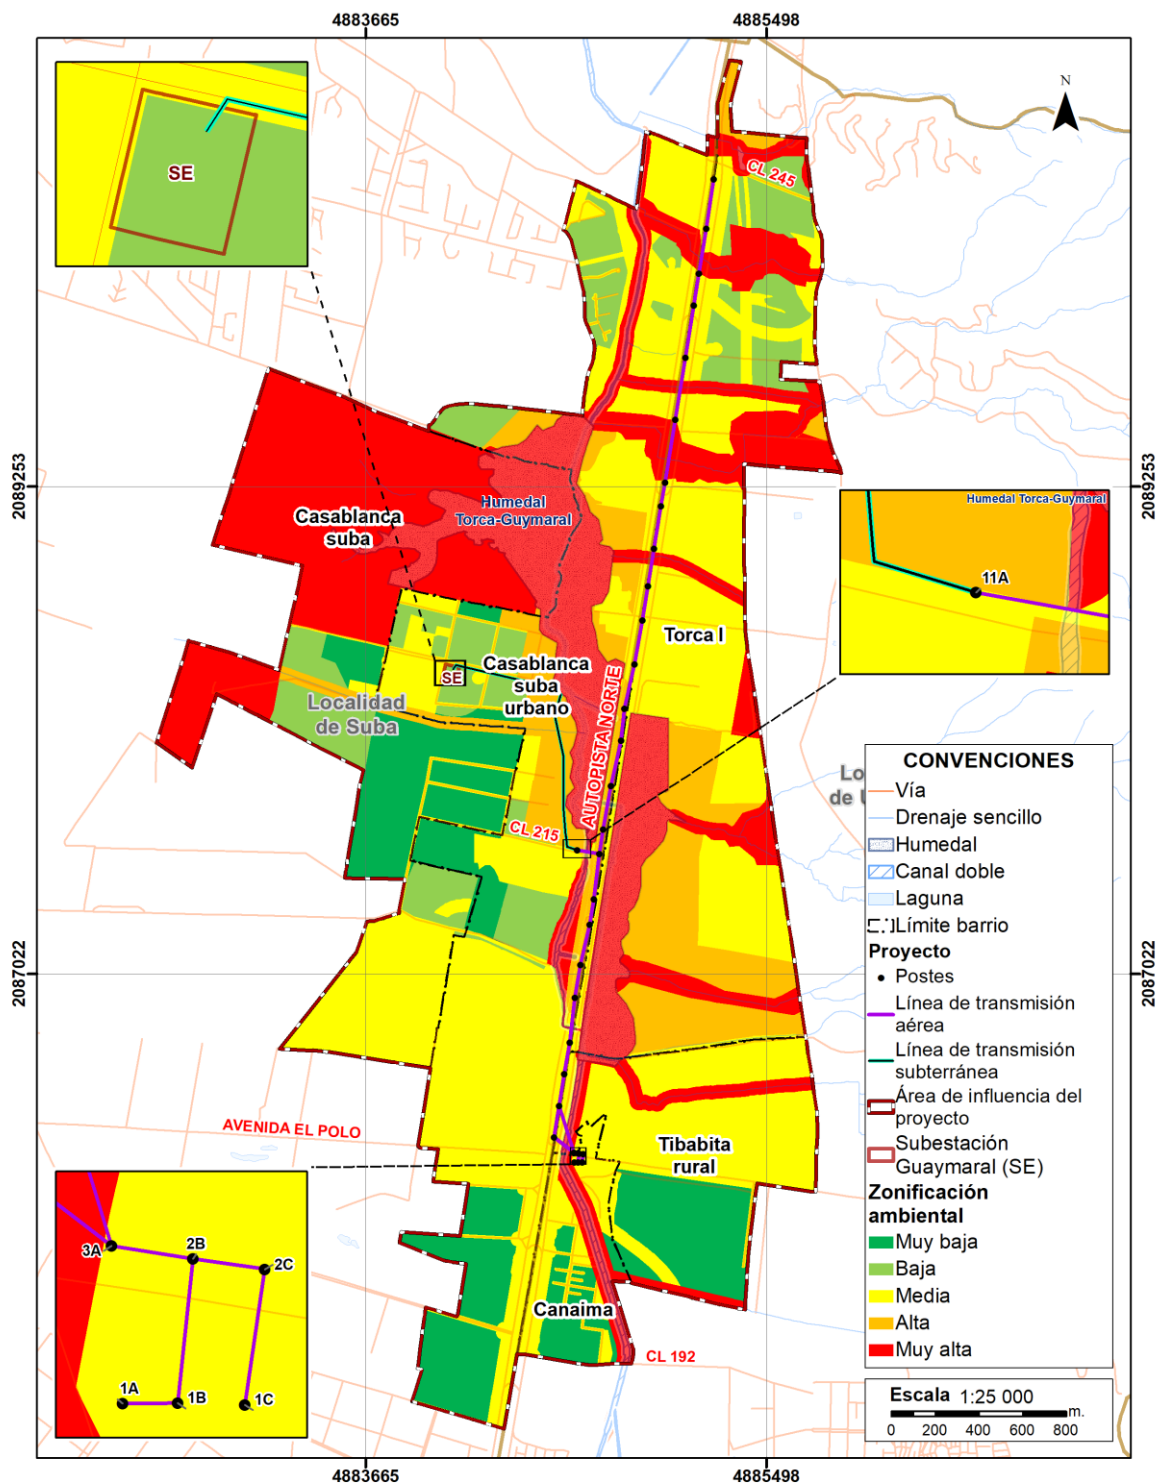 4883665
4885498
N
CL 245
SE
2089253
2089253
Humedal
Torca-Guymaral
Casablanca
suba
Humedal Torca-Guymaral
11A
Torca I
Casablanca
suba
urbano
SE
Localidad
de Suba
AUTOPISTA NORTE
CL 215
Lo
de U
CONVENCIONES
Vía
Drenaje sencillo
Humedal
Canal doble
Laguna
Límite barrio
Proyecto
Postes
Línea de transmisión
aérea
Línea de transmisión
subterránea
Área de influencia del
proyecto
Subestación
Guaymaral (SE)
Zonificación
ambiental
Muy baja
Baja
Media
Alta
Muy alta
2087022
2087022
AVENIDA EL POLO
Tibabita
rural
3A
2B
2C
1A
1B
1C
Canaima
CL 192
Escala 1:25 000
0 200 400 600 800 m.
4883665
4885498